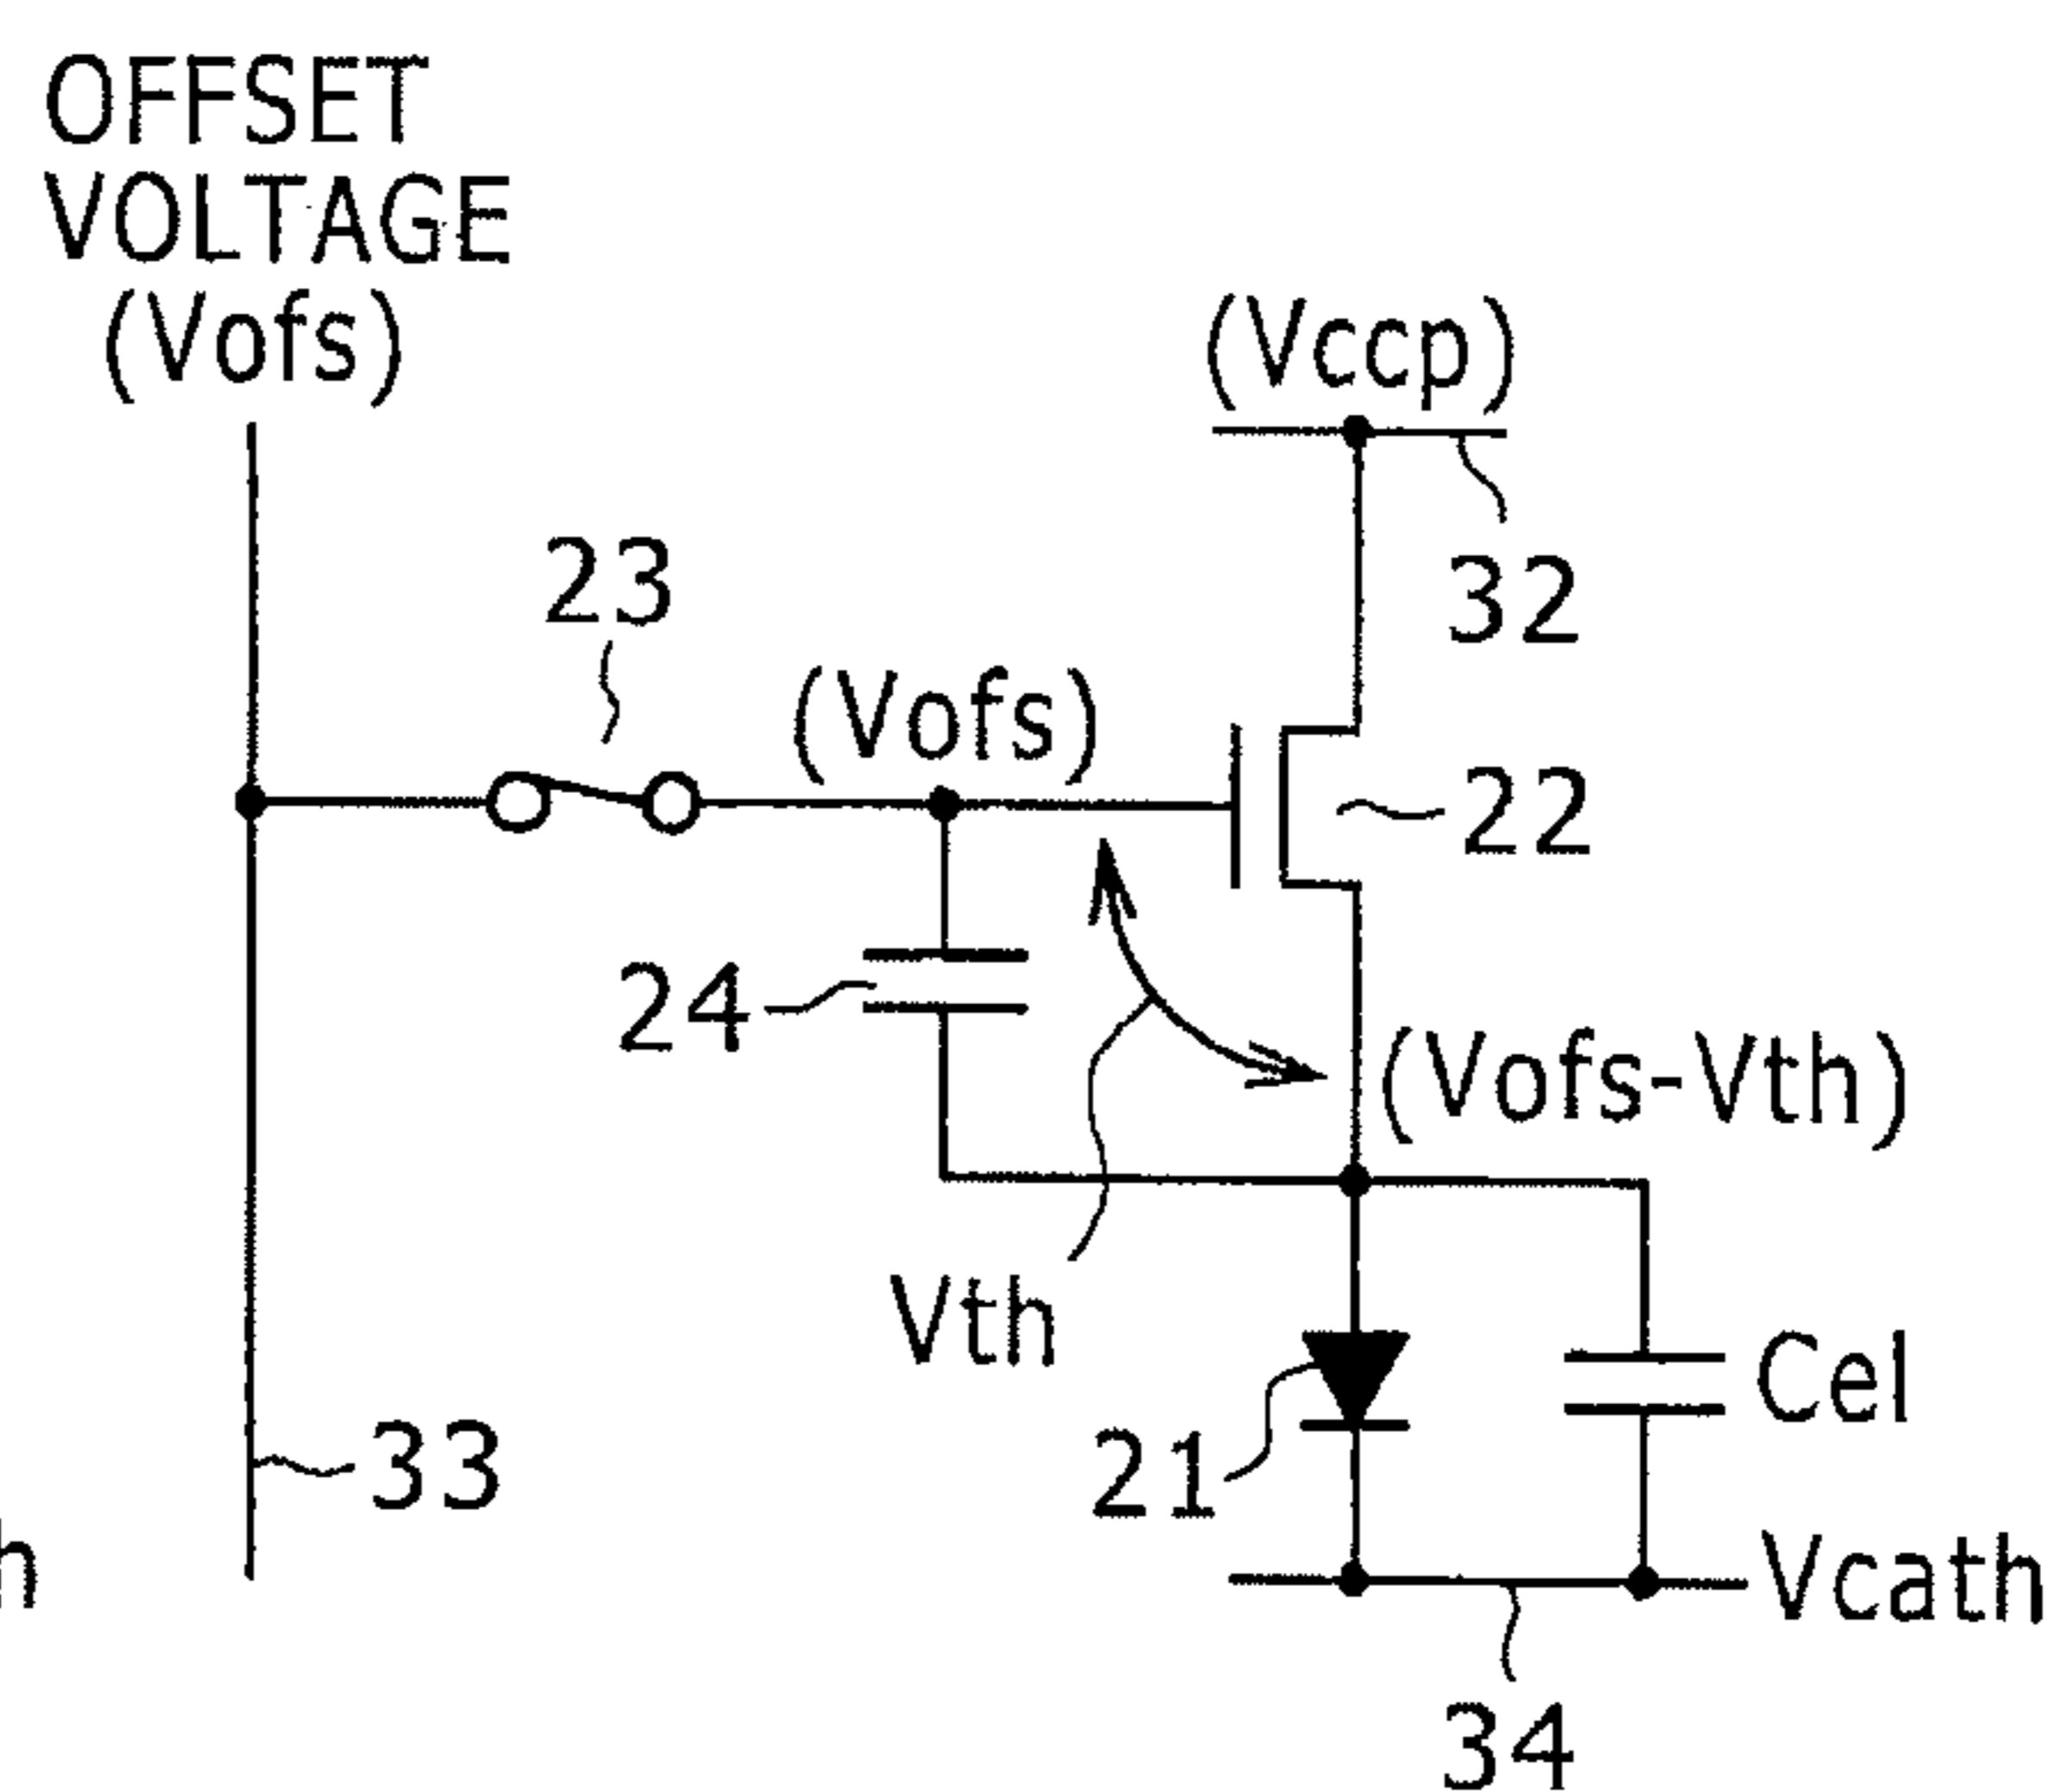 OFFSET
VOLTAGE
(Vofs)
(Vccp)
32
23
(Vofs)
22
24
(Vofs-Vth)
Vth
Cel
21
33
h
Vcath
34